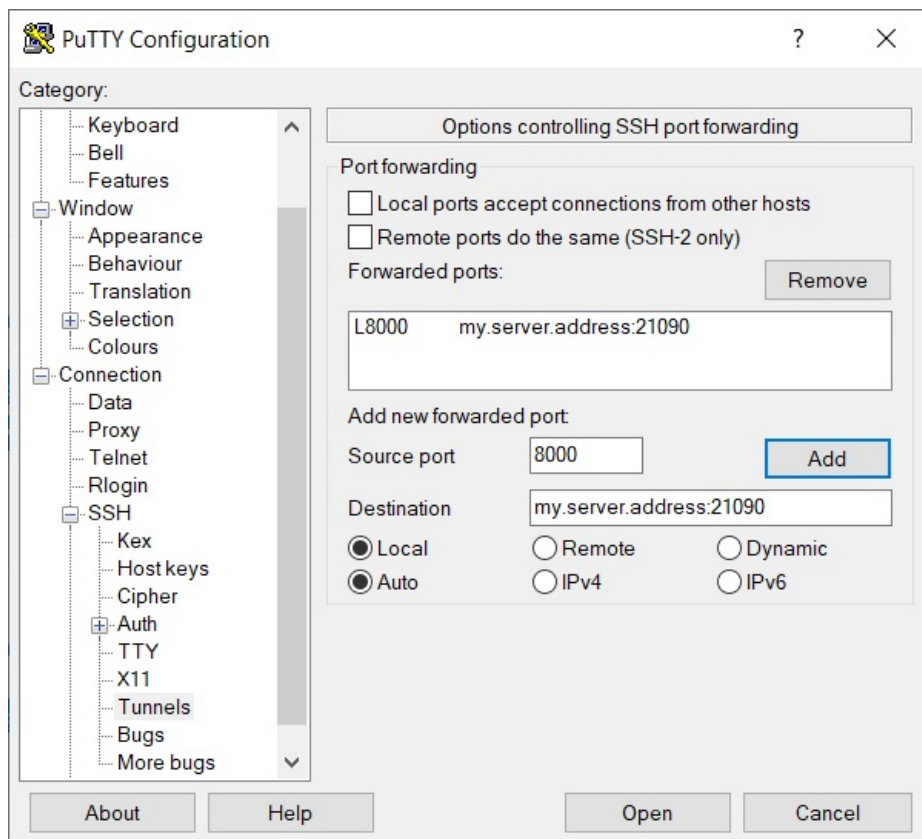 PuTTY Configuration
?
Category:
Keyboard
Bell
Features
Window
Appearance
Behaviour
Translation
Selection
Colours
Connection
Data
Proxy
Telnet
Rlogin
SSH
Kex
Host keys
Cipher
Auth
TTY
X11
Tunnels
Bugs
More bugs
Options controlling SSH port forwarding
Port forwarding
Local ports accept connections from other hosts
Remote ports do the same (SSH-2 only)
Forwarded ports:
Remove
L8000 my.server.address:21090
Add new forwarded port:
Source port 8000 Add
Destination my.server.address:21090
Local Remote Dynamic
Auto IPv4 IPv6
About Help Open Cancel